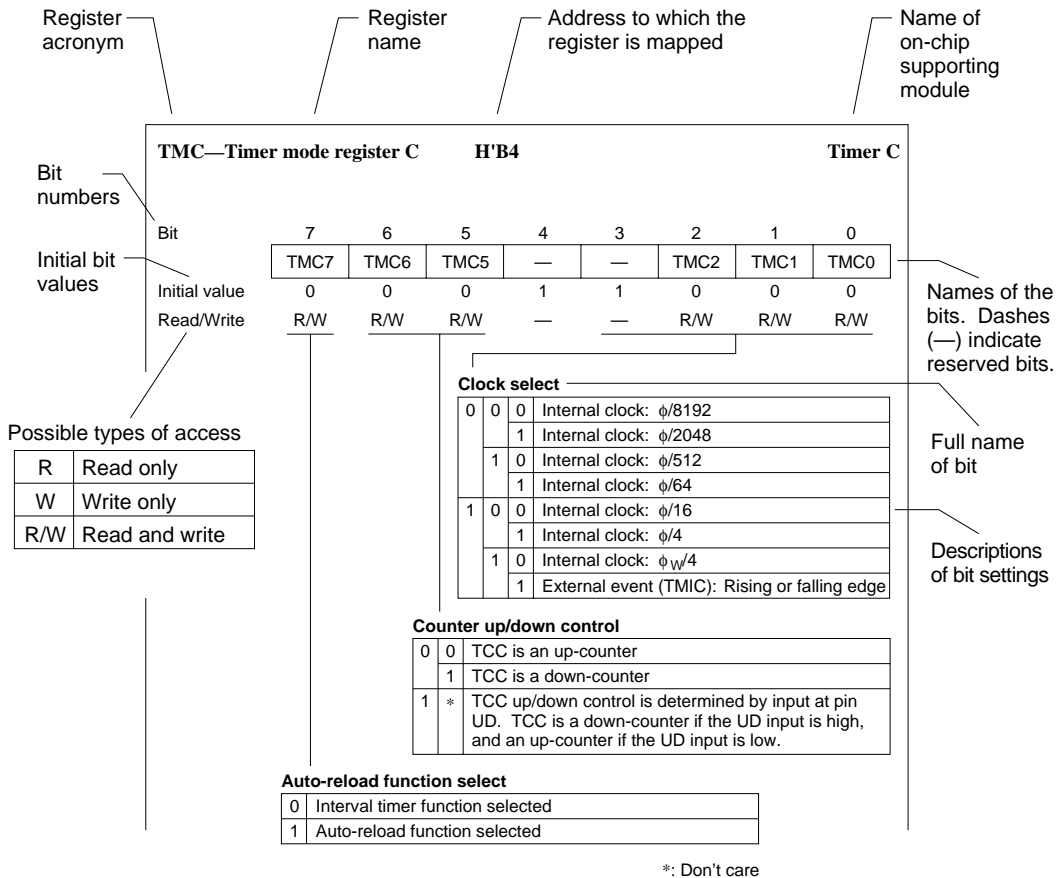 Register acronym
Register name
Address to which the register is mapped
Name of on-chip supporting module
TMC—Timer mode register C H'B4 Timer C
Bit numbers
Bit 7 6 5 4 3 2 1 0
Initial bit values
TMC7 TMC6 TMC5 — — TMC2 TMC1 TMC0
Initial value 0 0 0 1 1 0 0 0
Read/Write R/W R/W R/W — — R/W R/W R/W
Names of the bits. Dashes (—) indicate reserved bits.
Possible types of access
R Read only
W Write only
R/W Read and write
Clock select
0 0 0 Internal clock: ϕ/8192
1 Internal clock: ϕ/2048
1 0 Internal clock: ϕ/512
1 Internal clock: ϕ/64
1 0 0 Internal clock: ϕ/16
1 Internal clock: ϕ/4
1 0 Internal clock: ϕW/4
1 External event (TMIC): Rising or falling edge
Full name of bit
Descriptions of bit settings
Counter up/down control
0 0 TCC is an up-counter
1 TCC is a down-counter
1 * TCC up/down control is determined by input at pin
UD. TCC is a down-counter if the UD input is high,
and an up-counter if the UD input is low.
Auto-reload function select
0 Interval timer function selected
1 Auto-reload function selected
*: Don't care